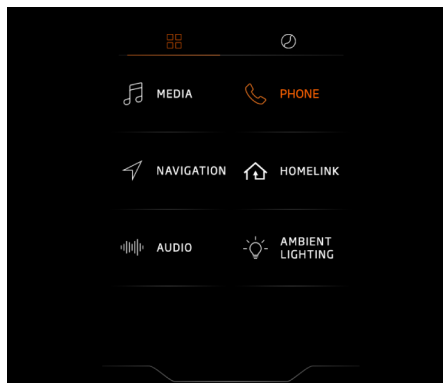 MEDIA
PHONE
NAVIGATION
HOMELINK
AUDIO
AMBIENT
LIGHTING